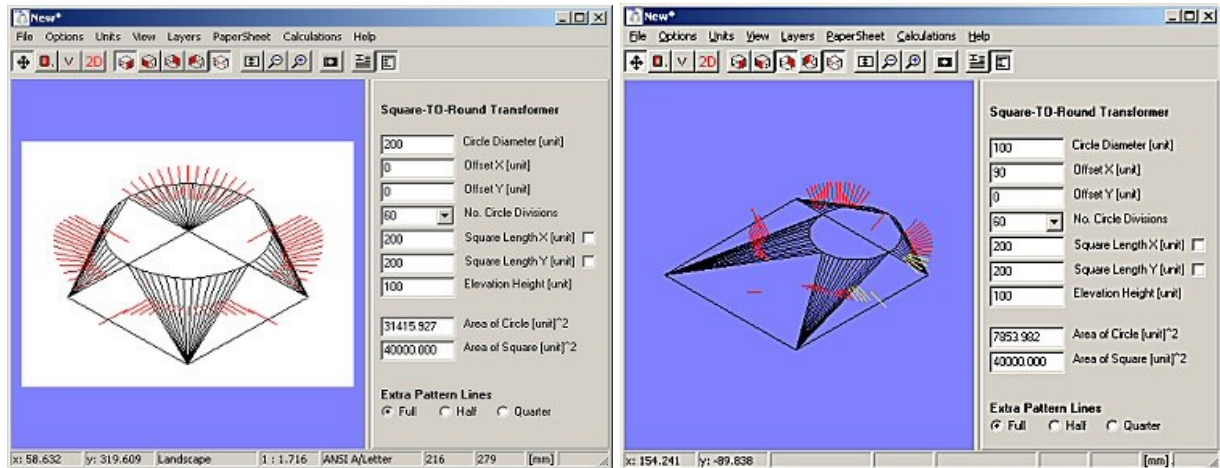 New*
File Options Units View Layers PaperSheet Calculations Help
2D
Square-TO-Round Transformer
200 Circle Diameter [unit]
0 Offset X [unit]
0 Offset Y [unit]
60 No. Circle Divisions
200 Square Length X [unit]
200 Square Length Y [unit]
100 Elevation Height [unit]
31415.927 Area of Circle [unit]^2
40000.000 Area of Square [unit]^2
Extra Pattern Lines
Full Half Quarter
x: 58.632 y: 319.609 Landscape 1 : 1.716 ANSI A/Letter 216 279 [mm]
New*
File Options Units View Layers PaperSheet Calculations Help
2D
Square-TO-Round Transformer
100 Circle Diameter [unit]
90 Offset X [unit]
0 Offset Y [unit]
60 No. Circle Divisions
200 Square Length X [unit]
200 Square Length Y [unit]
100 Elevation Height [unit]
7853.982 Area of Circle [unit]^2
40000.000 Area of Square [unit]^2
Extra Pattern Lines
Full Half Quarter
x: 154.241 y: -89.838 [mm]